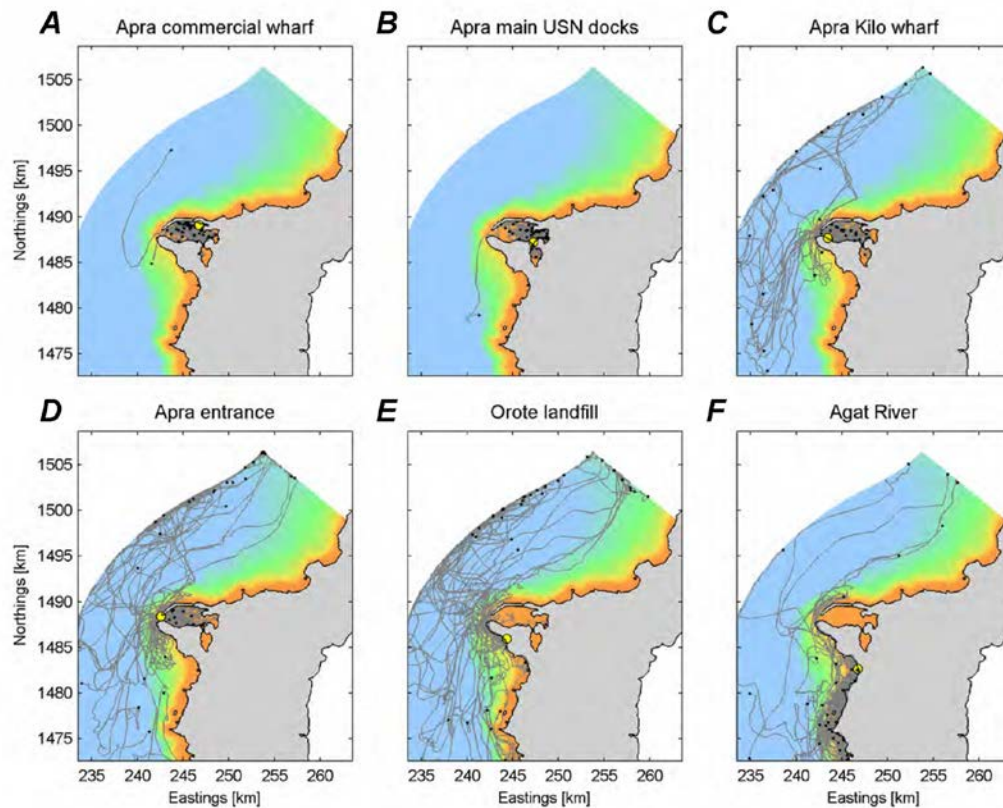 A B C
Apra commercial wharf Apra main USN docks Apra Kilo wharf
1505
1500
1495
1490
1485
1480
1475
Northings [km]
D E F
Apra entrance Orote landfill Agat River
1505
1500
1495
1490
1485
1480
1475
Northings [km]
235 240 245 250 255 260 235 240 245 250 255 260 235 240 245 250 255 260
Eastings [km] Eastings [km] Eastings [km]